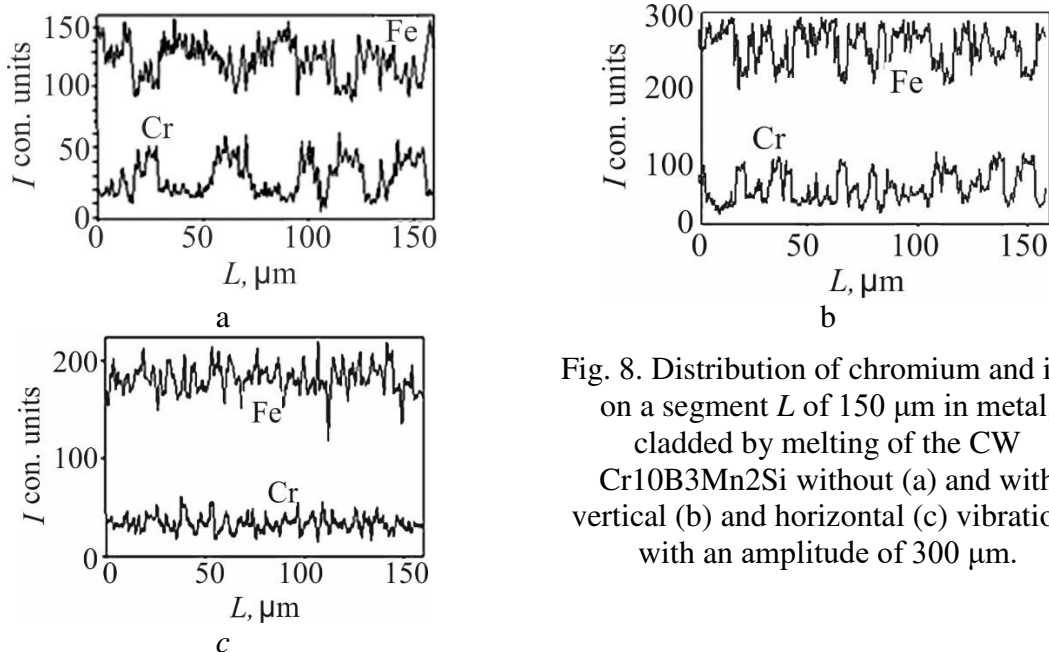 150
100
50
0
I con. units
Fe
Cr
0 50 100 150
L, µm
a
300
200
100
0
I con. units
Fe
Cr
0 50 100 150
L, µm
b
200
100
0
I con. units
Fe
Cr
0 50 100 150
L, µm
c
Fig. 8. Distribution of chromium and i
on a segment L of 150 µm in metal
cladded by melting of the CW
Cr10B3Mn2Si without (a) and with
vertical (b) and horizontal (c) vibratio
with an amplitude of 300 µm.